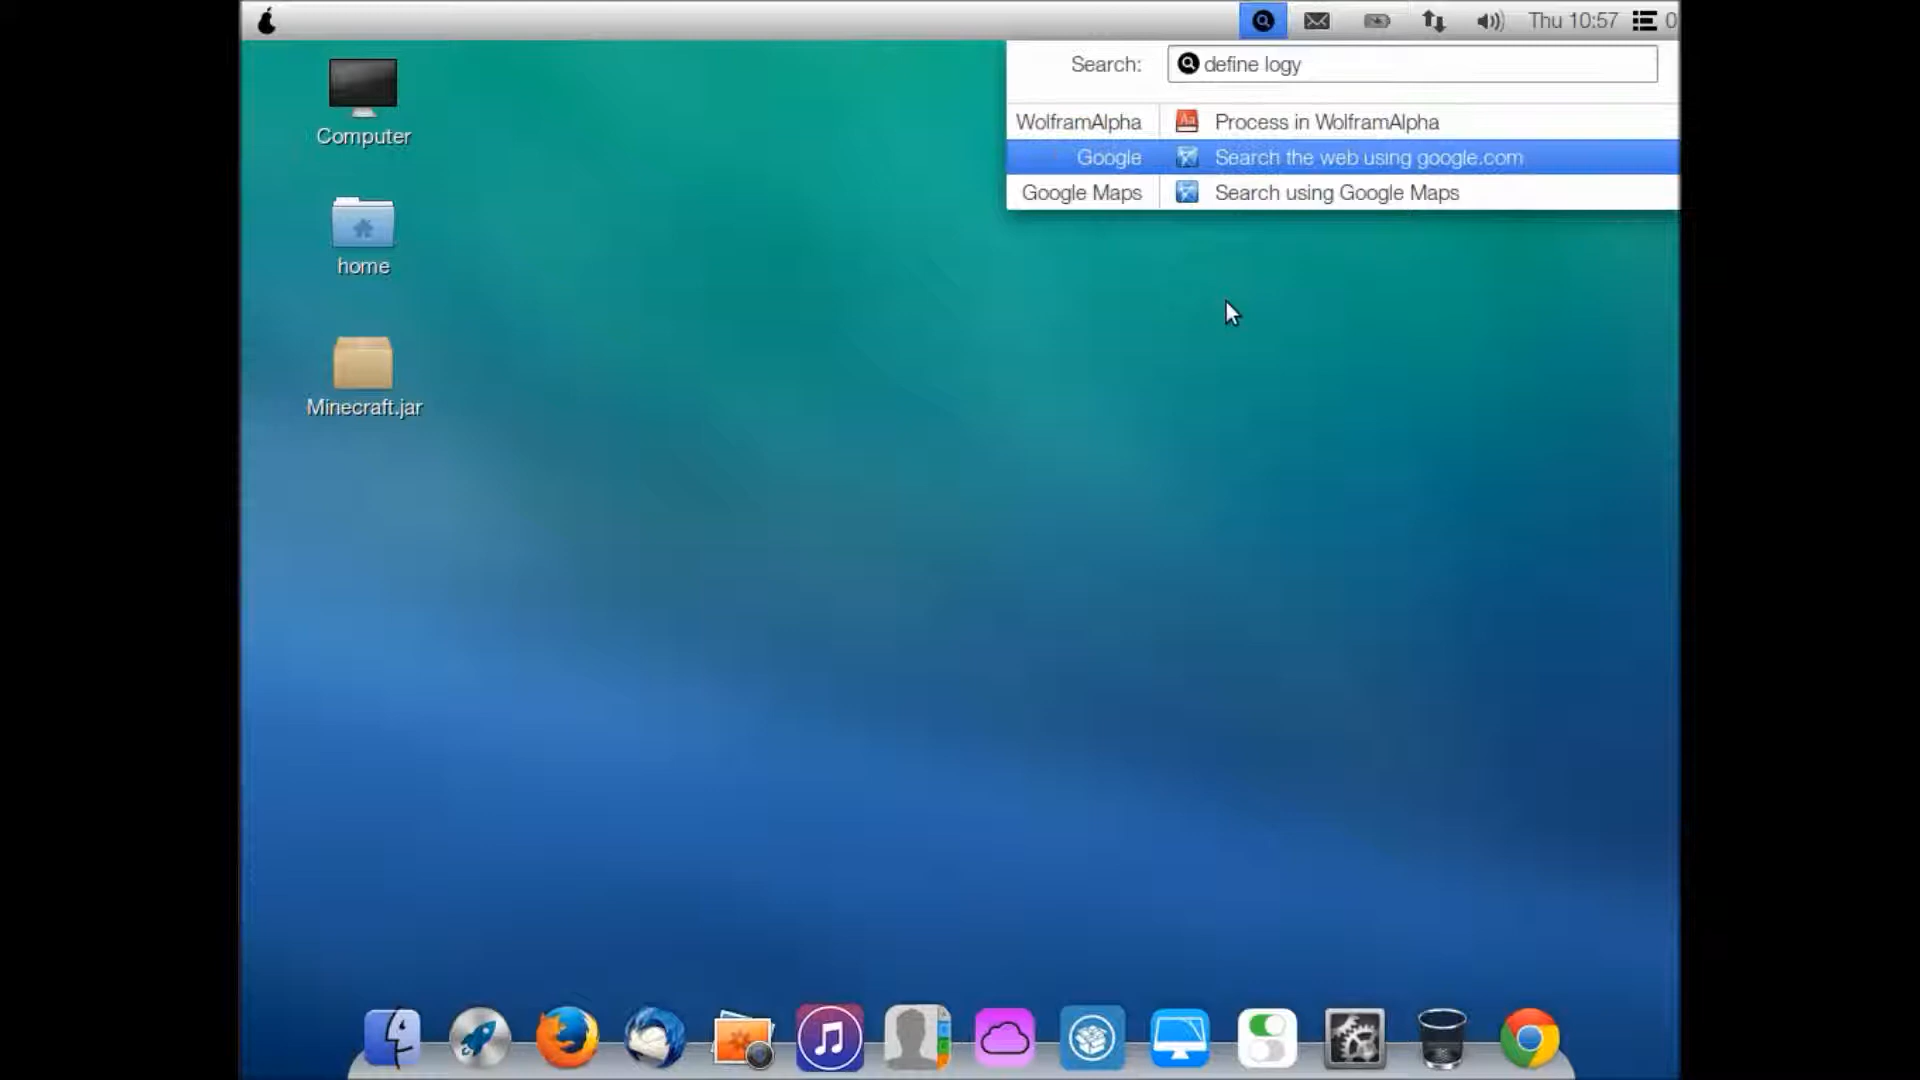 Thu 10:57
0
Search: define logy
WolframAlpha Process in WolframAlpha
Google Search the web using google.com
Google Maps Search using Google Maps
Computer
home
Minecraft.jar